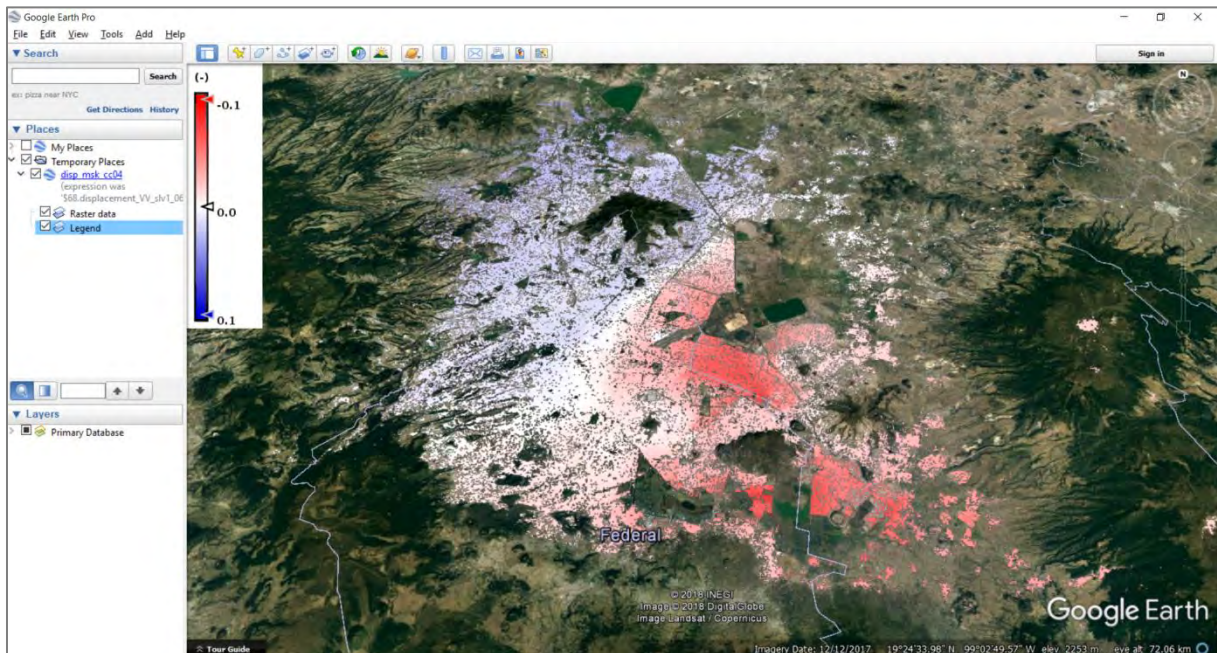 Google Earth Pro
File Edit View Tools Add Help
Search
Search
ex: pizza near NYC
Get Directions History
Places
My Places
Temporary Places
disp_msk_cc04
(expression was
'$68.displacement_VV_slv1_06
Raster data
Legend
Layers
Primary Database
Sign in
(-)
-0.1
0.0
0.1
N
Federal
© 2018 INEGI
Image © 2018 DigitalGlobe
Image Landsat / Copernicus
Google Earth
Tour Guide
Imagery Date: 12/12/2017 19°24'33.98" N 99°02'49.57" W elev 2253 m eye alt 72.06 km